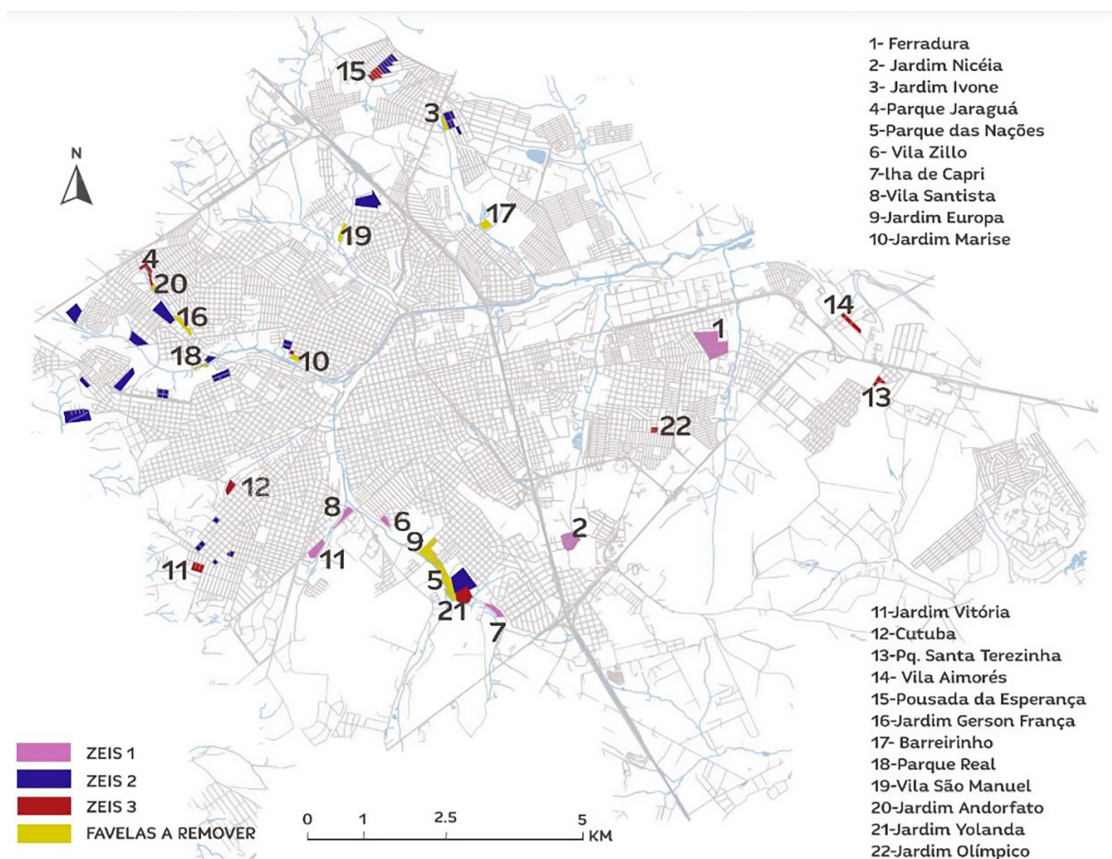 1- Ferradura
2- Jardim Nicéia
3- Jardim Ivone
4-Parque Jaraguá
5-Parque das Nações
6- Vila Zillo
7-lha de Capri
8-Vila Santista
9-Jardim Europa
10-Jardim Marise
N
15
3
17
19
4
20
16
18
10
1
14
13
22
12
8
6
9
2
11
11
5
21
7
11-Jardim Vitória
12-Cutuba
13-Pq. Santa Terezinha
14- Vila Aimorés
15-Pousada da Esperança
16-Jardim Gerson França
17- Barreirinho
18-Parque Real
19-Vila São Manuel
20-Jardim Andorfato
21-Jardim Yolanda
22-Jardim Olímpico
ZEIS 1
ZEIS 2
ZEIS 3
FAVELAS A REMOVER
0 1 2.5 5
KM